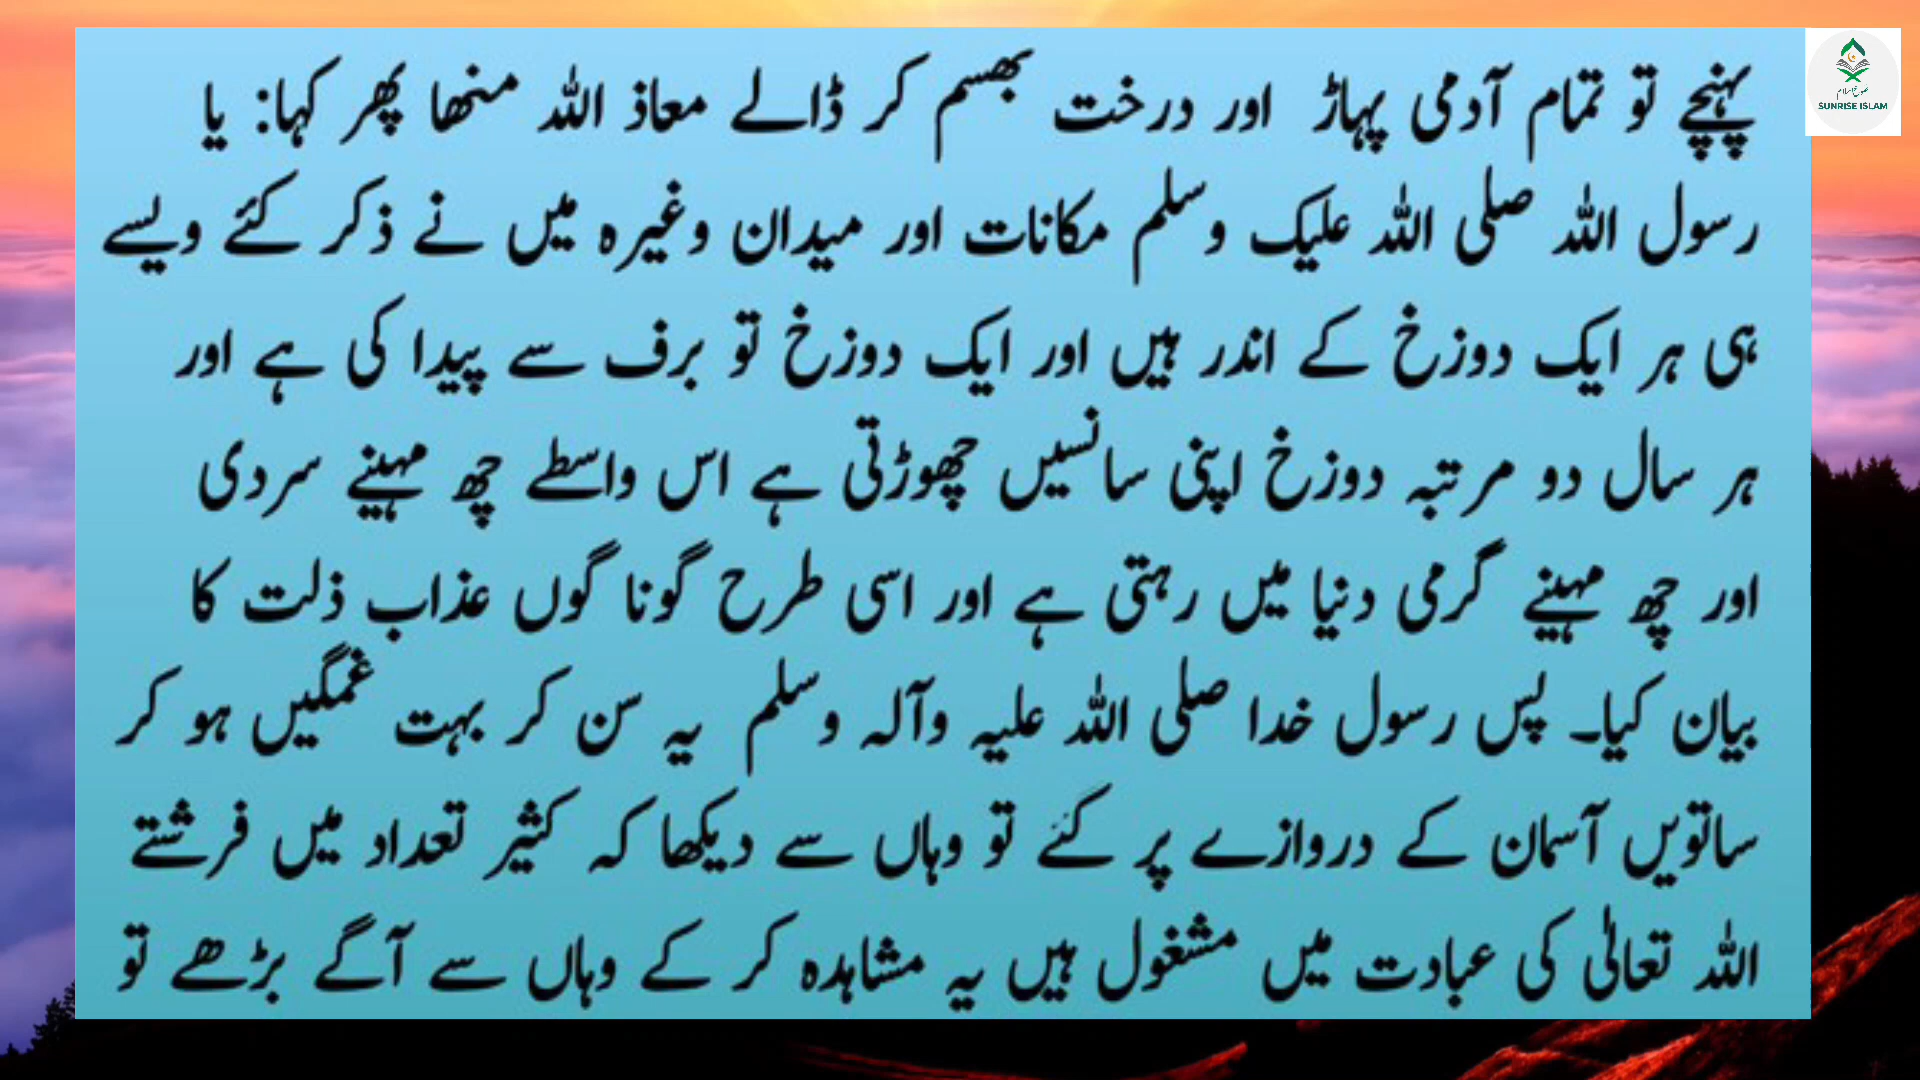 پہنچے تو تمام آدمی پہاڑ اور درخت بھسم کر ڈالے معاذ اللہ منھا پھر کہا: یا
رسول اللہ صلی اللہ علیک وسلم مکانات اور میدان وغیرہ میں نے ذکر کئے ویسے
ہی ہر ایک دوزخ کے اندر ہیں اور ایک دوزخ تو برف سے پیدا کی ہے اور
ہر سال دو مرتبہ دوزخ اپنی سانسیں چھوڑتی ہے اس واسطے چھ مہینے سردی
اور چھ مہینے گرمی دنیا میں رہتی ہے اور اسی طرح گونا گوں عذاب ذلت کا
بیان کیا۔ پس رسول خدا صلی اللہ علیہ وآلہ وسلم یہ سن کر بہت غمگیں ہو کر
ساتویں آسمان کے دروازے پر گئے تو وہاں سے دیکھا کہ کثیر تعداد میں فرشتے
اللہ تعالٰی کی عبادت میں مشغول ہیں یہ مشاہدہ کر کے وہاں سے آگے بڑھے تو
SUNRISE ISLAM